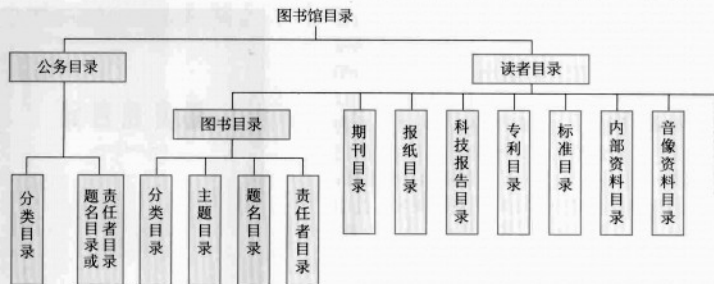 图书馆目录
公务目录
读者目录
图书目录
期刊目录
报纸目录
科技报告目录
专利目录
标准目录
内部资料目录
音像资料目录
分类目录
责任者目录
题名目录或
分类目录
主题目录
题名目录
责任者目录